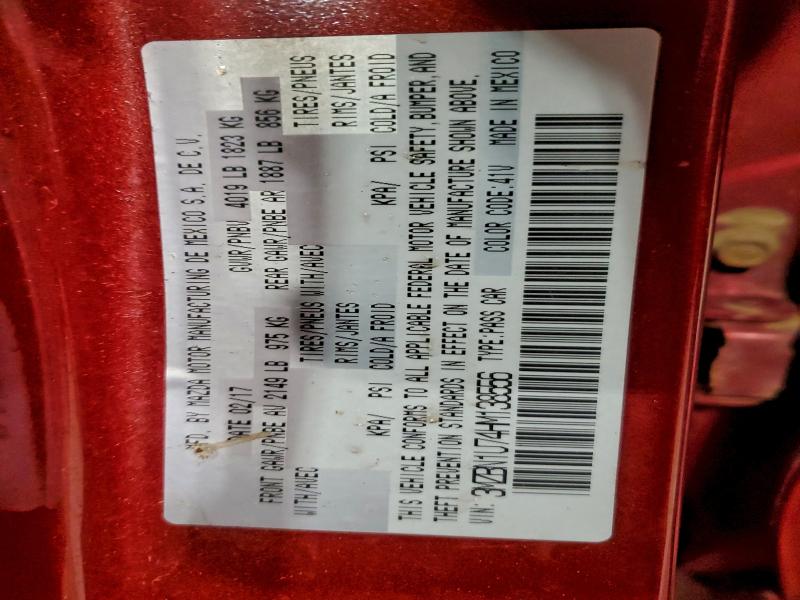 MFD. BY MAZDA MOTOR MANUFACTURING DE MEXICO S.A. DE C.V.
DATE 02/17 GVWR/PNBV 4019 LB 1823 KG
FRONT GAWR/PNBE AV 2149 LB 975 KG REAR GAWR/PNBE AR 1887 LB 856 KG
WITH/AVEC TIRES/PNEUS WITH/AVEC TIRES/PNEUS
RIMS/JANTES RIMS/JANTES
KPA/ PSI COLD/A FROID KPA/ PSI COLD/A FROID
THIS VEHICLE CONFORMS TO ALL APPLICABLE FEDERAL MOTOR VEHICLE SAFETY, BUMPER, AND
THEFT PREVENTION STANDARDS IN EFFECT ON THE DATE OF MANUFACTURE SHOWN ABOVE.
VIN: 3MZBN1U74HM138556 TYPE:PASS CAR COLOR CODE:41V MADE IN MEXICO